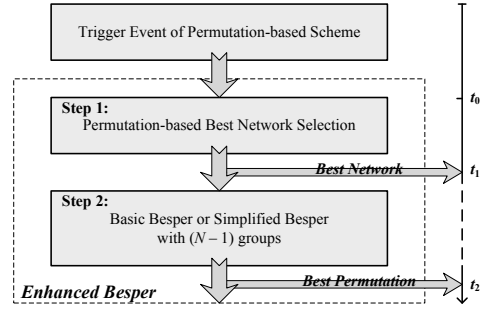 Trigger Event of Permutation-based Scheme
t0
Step 1:
Permutation-based Best Network Selection
Best Network
t1
Step 2:
Basic Besper or Simplified Besper
with (N – 1) groups
Best Permutation
t2
Enhanced Besper